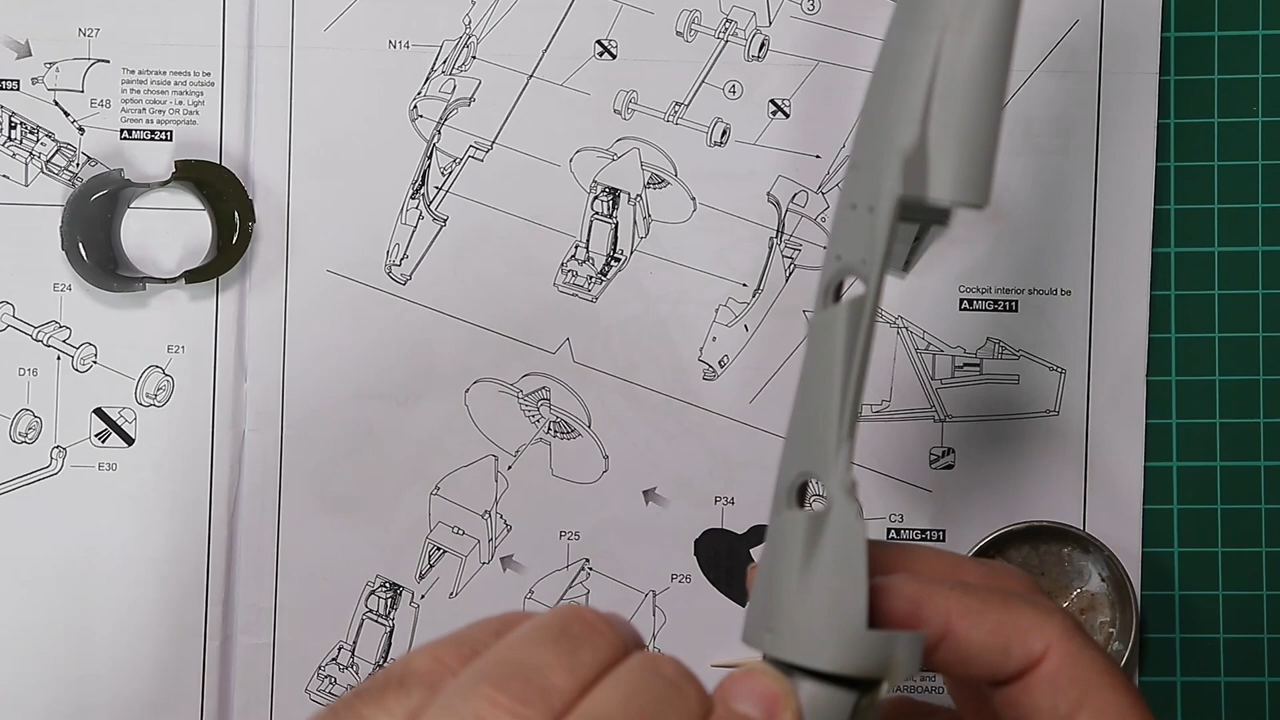 N27
The airbrake needs to be
painted inside and outside
in the chosen markings
option colour - i.e. Light
Aircraft Grey OR Dark
Green as appropriate.
195
E48
A.MIG-241
N14
3
4
E24
E21
D16
E30
Cockpit interior should be
A.MIG-211
P34
C3
A.MIG-191
P25
P26
and